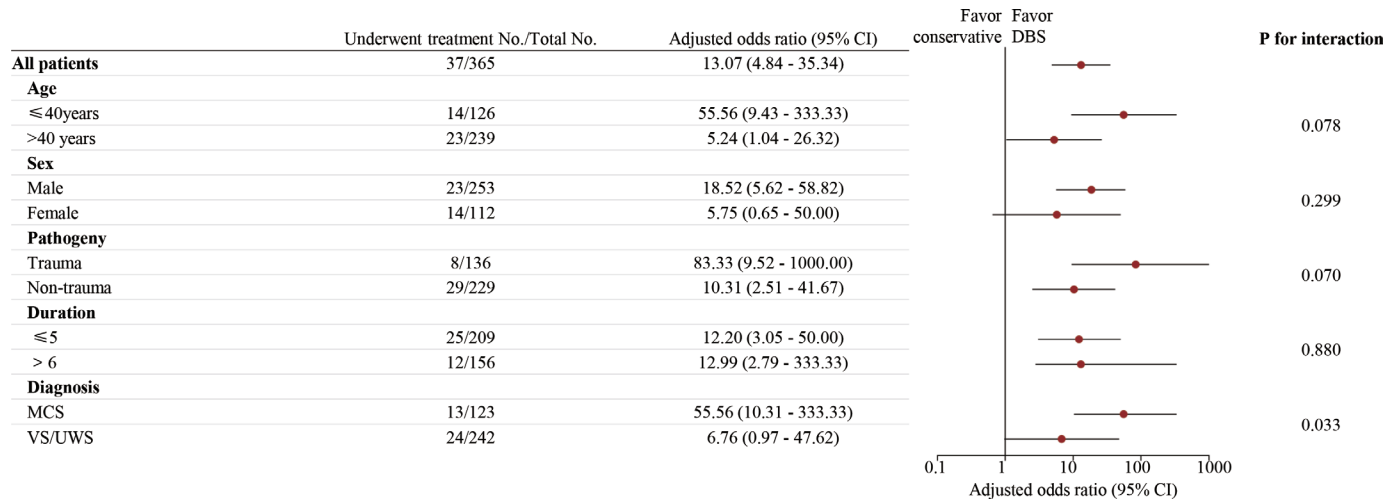 Favor conservative Favor DBS
Underwent treatment No./Total No. Adjusted odds ratio (95% CI) P for interaction
All patients 37/365 13.07 (4.84 - 35.34)
Age
≤40years 14/126 55.56 (9.43 - 333.33)
0.078
>40 years 23/239 5.24 (1.04 - 26.32)
Sex
Male 23/253 18.52 (5.62 - 58.82)
0.299
Female 14/112 5.75 (0.65 - 50.00)
Pathogeny
Trauma 8/136 83.33 (9.52 - 1000.00)
0.070
Non-trauma 29/229 10.31 (2.51 - 41.67)
Duration
≤5 25/209 12.20 (3.05 - 50.00)
0.880
> 6 12/156 12.99 (2.79 - 333.33)
Diagnosis
MCS 13/123 55.56 (10.31 - 333.33)
0.033
VS/UWS 24/242 6.76 (0.97 - 47.62)
0.1 1 10 100 1000
Adjusted odds ratio (95% CI)